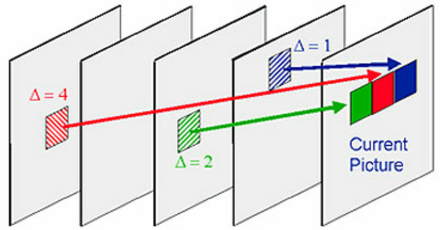 Δ = 1
Δ = 4
Δ = 2
Current
Picture